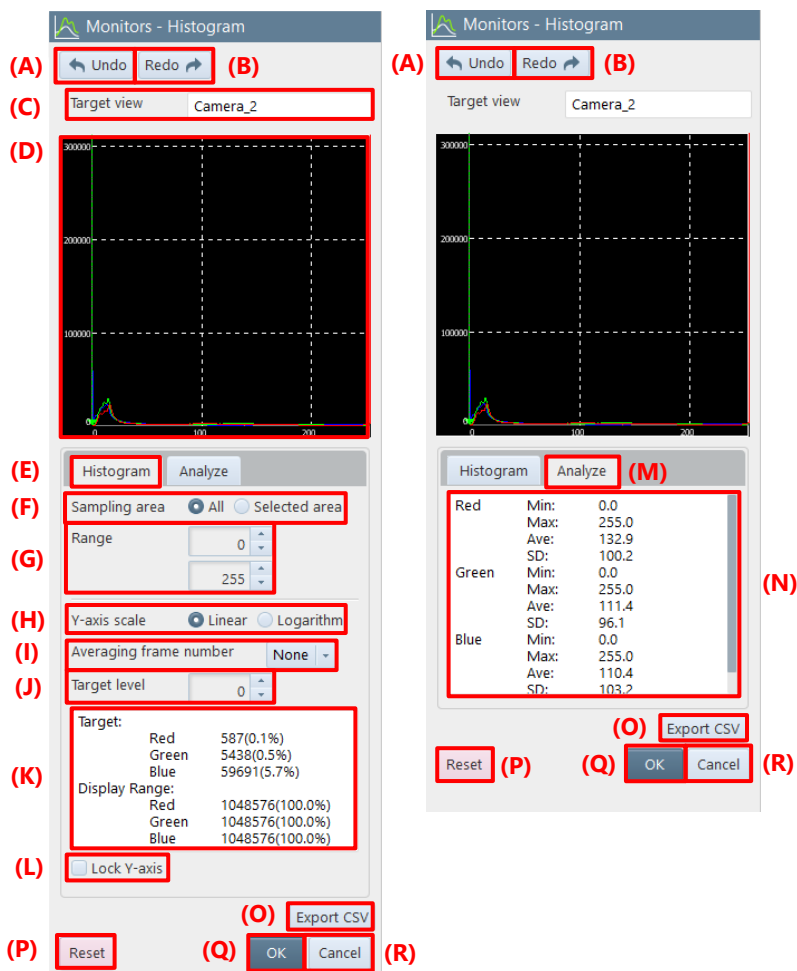 Monitors - Histogram
(A) Undo Redo (B)
(C) Target view Camera_2
(D)
300000
200000
100000
0
0 100 200
(E) Histogram Analyze
(F) Sampling area All Selected area
(G) Range 0
255
(H) Y-axis scale Linear Logarithm
(I) Averaging frame number None
(J) Target level 0
(K)
Target:
Red 587(0.1%)
Green 5438(0.5%)
Blue 59691(5.7%)
Display Range:
Red 1048576(100.0%)
Green 1048576(100.0%)
Blue 1048576(100.0%)
(L) Lock Y-axis
(O) Export CSV
(P) Reset (Q) OK Cancel (R)
Monitors - Histogram
(A) Undo Redo (B)
Target view Camera_2
300000
200000
100000
0
0 100 200
Histogram Analyze (M)
Red Min: 0.0
Max: 255.0
Ave: 132.9
SD: 100.2
Green Min: 0.0
Max: 255.0
Ave: 111.4
SD: 96.1
Blue Min: 0.0
Max: 255.0
Ave: 110.4
SD: 103.2
(N)
(O) Export CSV
Reset (P) (Q) OK Cancel (R)